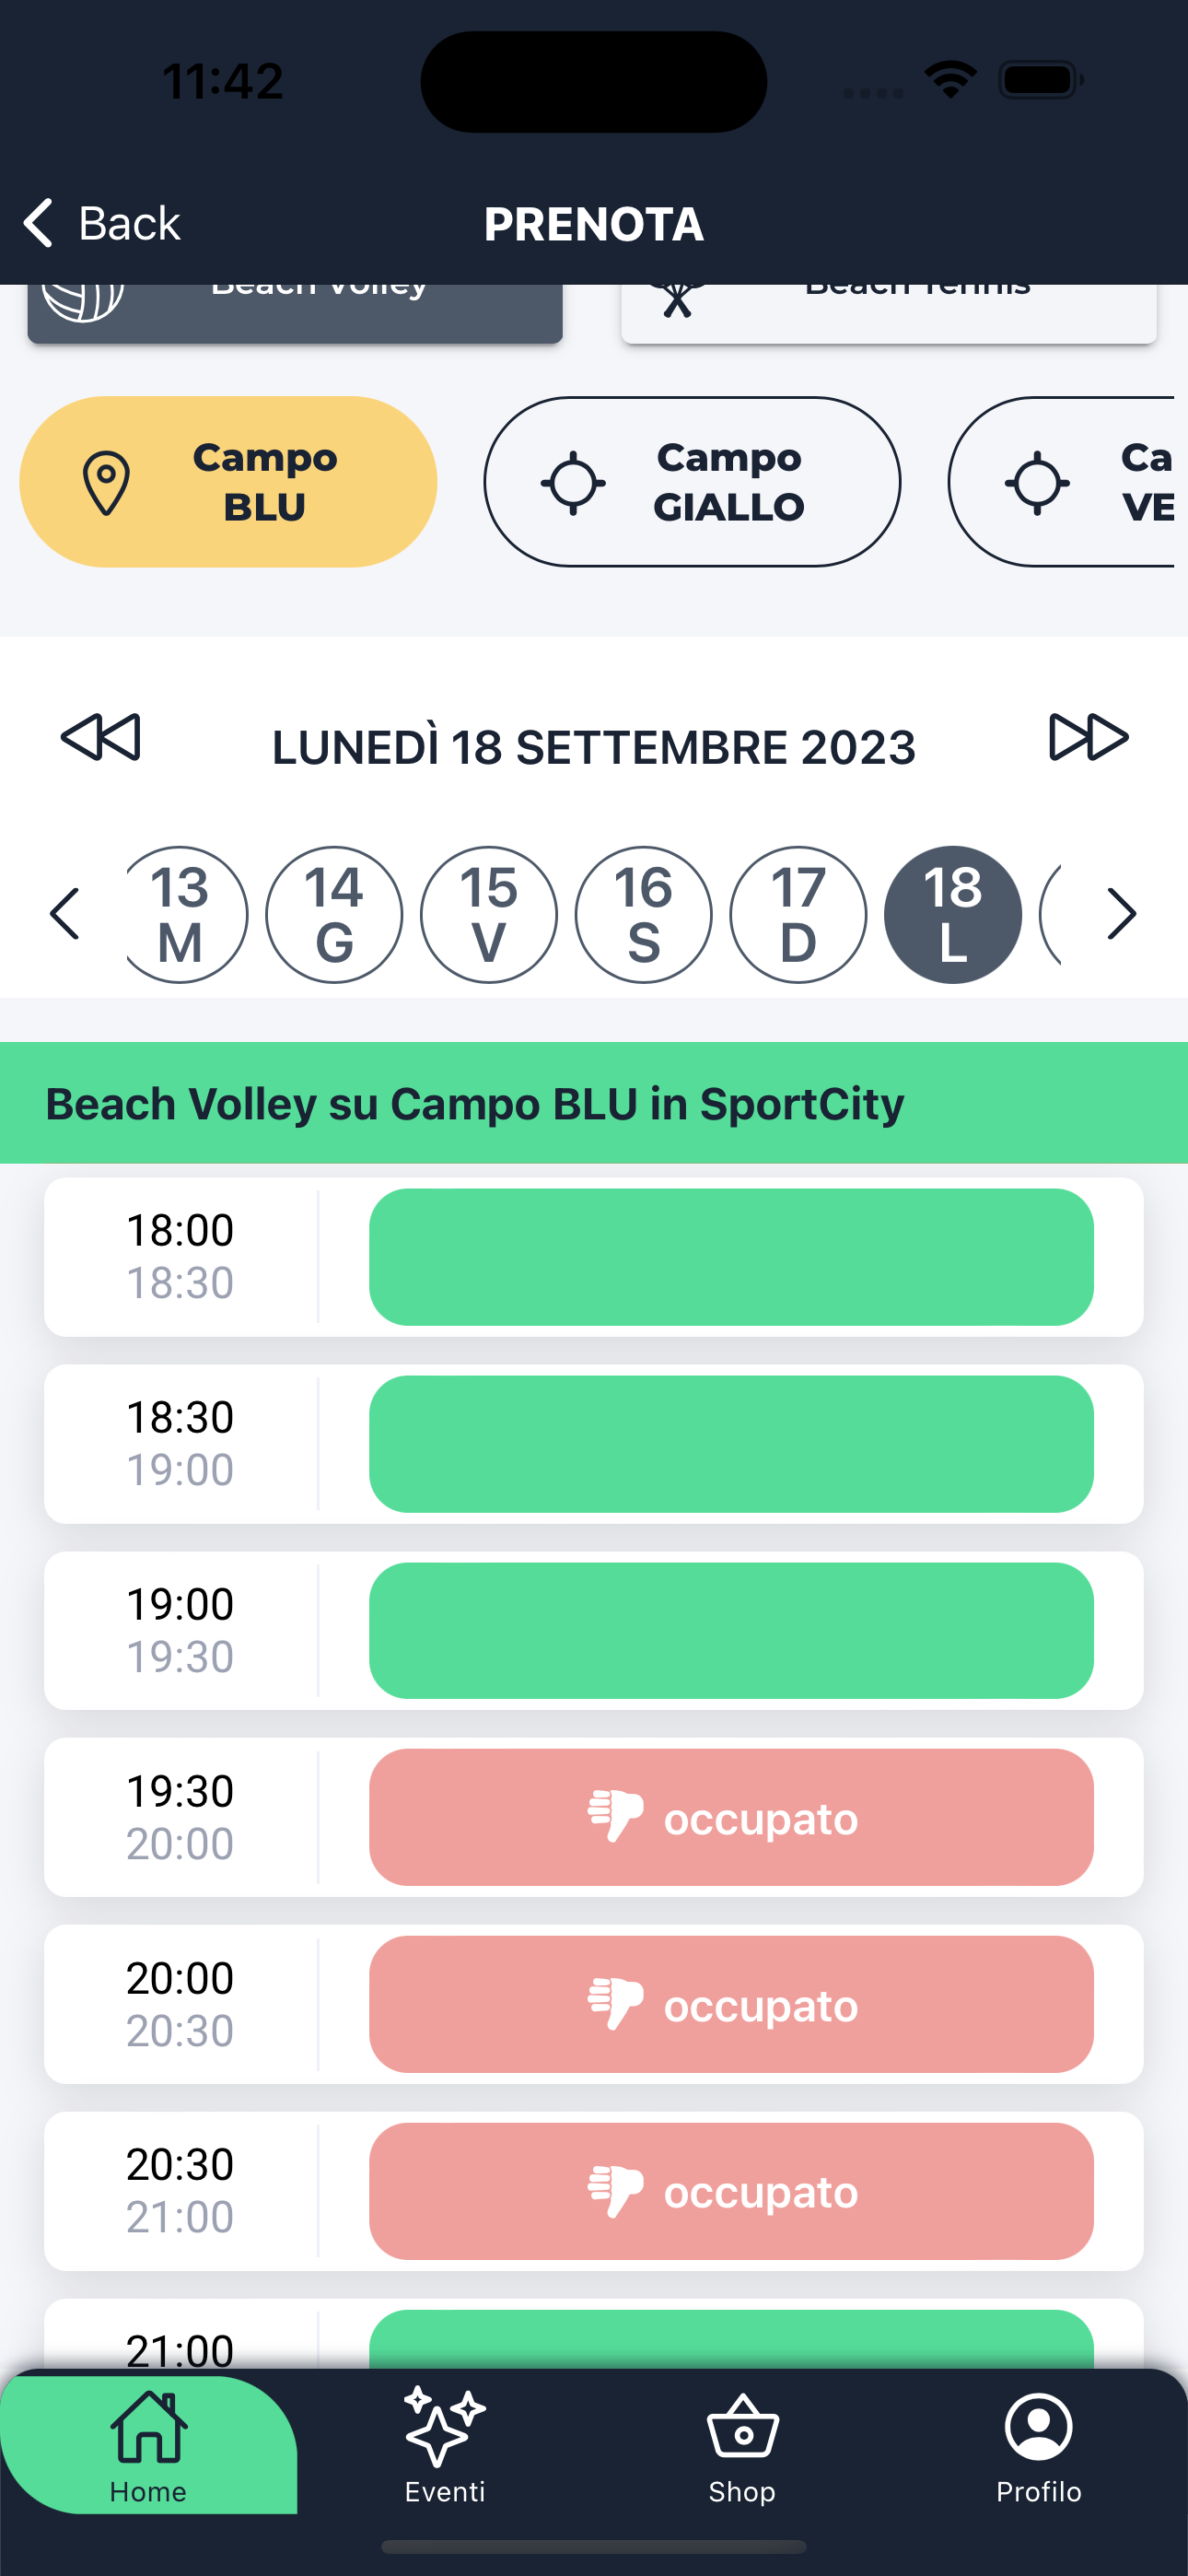 11:42
Back
PRENOTA
Beach Volley
Beach Tennis
Campo
BLU
Campo
GIALLO
Ca
VE
LUNEDÌ 18 SETTEMBRE 2023
13 14 15 16 17 18
M G V S D L
Beach Volley su Campo BLU in SportCity
18:00
18:30
18:30
19:00
19:00
19:30
19:30
20:00
occupato
20:00
20:30
occupato
20:30
21:00
occupato
21:00
Home
Eventi
Shop
Profilo